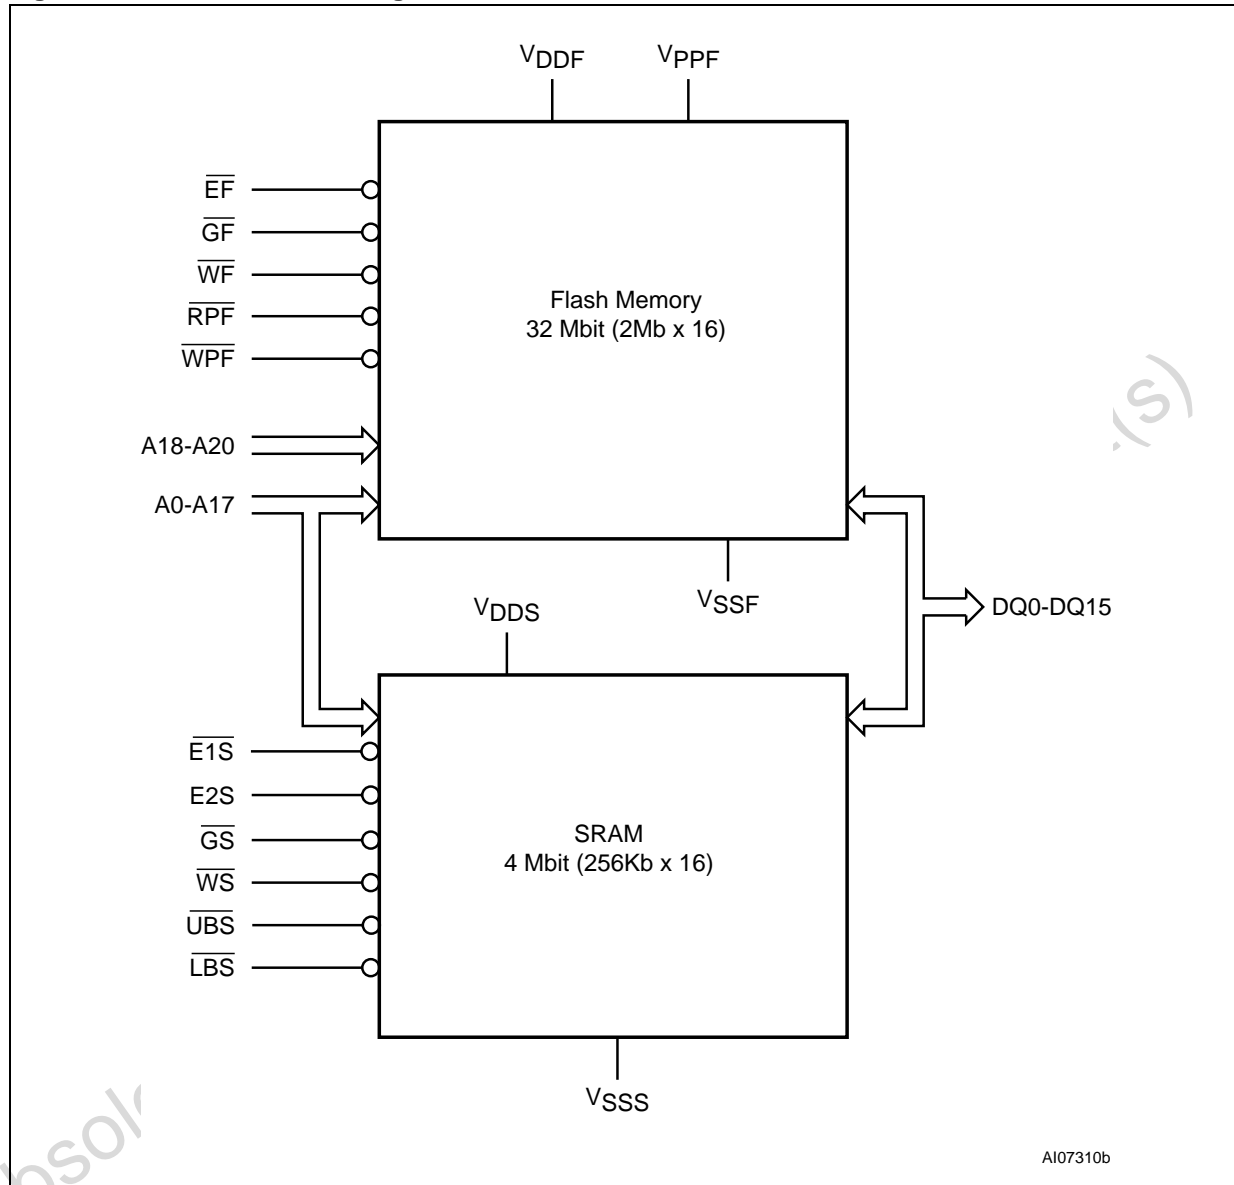 VDDF VPPF
EF
GF
WF
RPF
WPF
Flash Memory
32 Mbit (2Mb x 16)
A18-A20
A0-A17
VSSF
VDDS
DQ0-DQ15
E1S
E2S
GS
WS
UBS
LBS
SRAM
4 Mbit (256Kb x 16)
VSSS
AI07310b